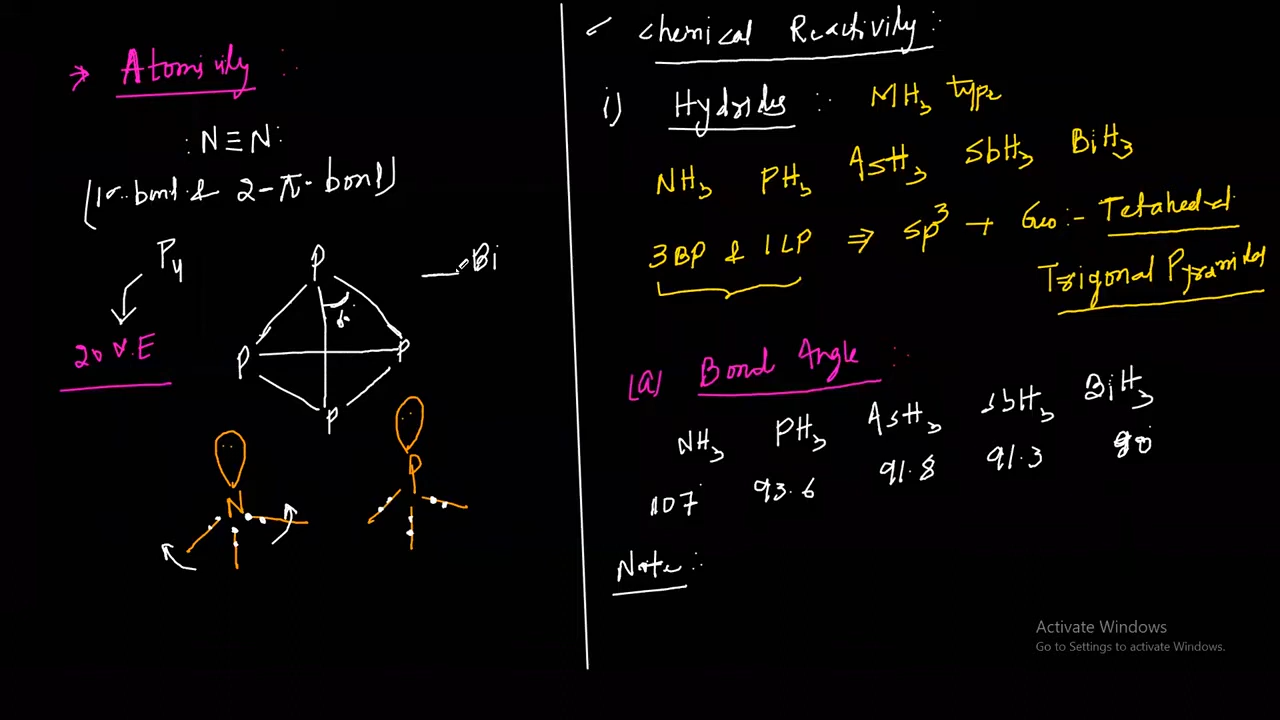 ⇒ Atomicity :
:N≡N:
(1σ-bond & 2-π-bond)
P₄
20 V.E
P
P P
P
Bi
N
P
Chemical Reactivity :
i) Hydrides : MH₃ type
NH₃ PH₃ AsH₃ SbH₃ BiH₃
3BP & 1LP ⇒ sp³ → Geo :- Tetahedral
Trigonal Pyramidal
(a) Bond Angle :
NH₃ PH₃ AsH₃ SbH₃ BiH₃
107° 93.6 91.8 91.3 90°
Note :
Activate Windows
Go to Settings to activate Windows.